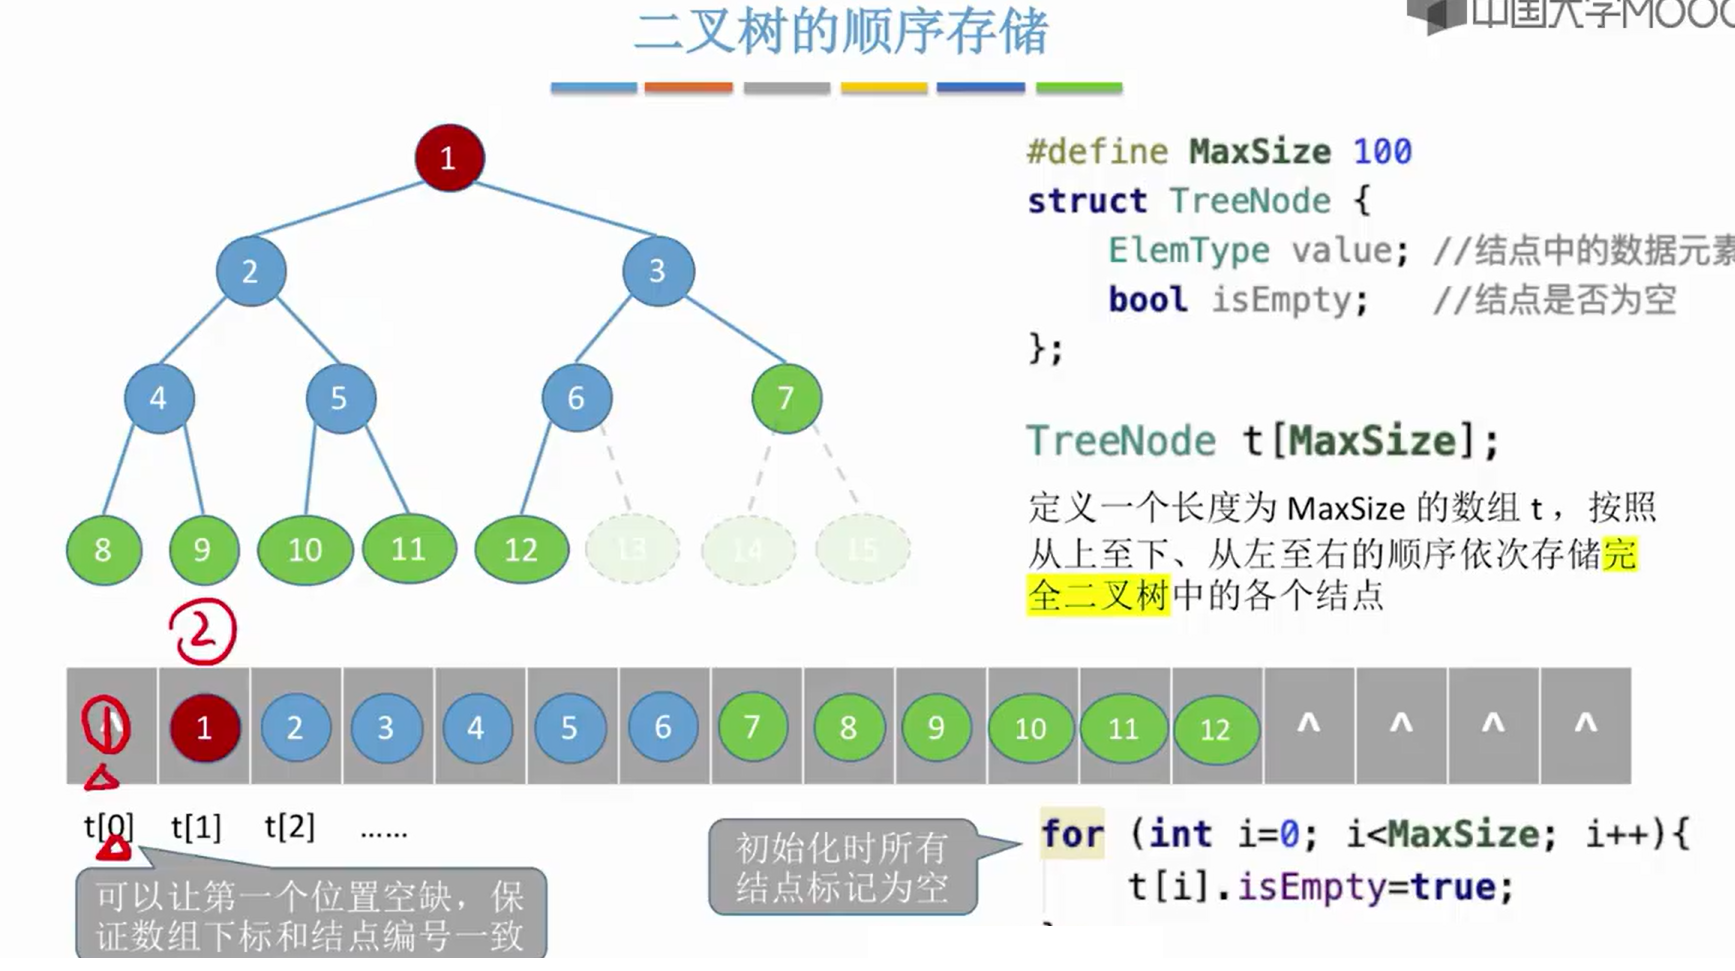 二叉树的顺序存储
中国大学MOOC
1
2 3
4 5 6 7
8 9 10 11 12 13 14 15
#define MaxSize 100
struct TreeNode {
ElemType value; //结点中的数据元素
bool isEmpty; //结点是否为空
};
TreeNode t[MaxSize];
定义一个长度为 MaxSize 的数组 t ，按照
从上至下、从左至右的顺序依次存储完
全二叉树中的各个结点
②
① 1 2 3 4 5 6 7 8 9 10 11 12 ^ ^ ^ ^
t[0] t[1] t[2] ……
可以让第一个位置空缺，保
证数组下标和结点编号一致
初始化时所有
结点标记为空
for (int i=0; i<MaxSize; i++){
t[i].isEmpty=true;